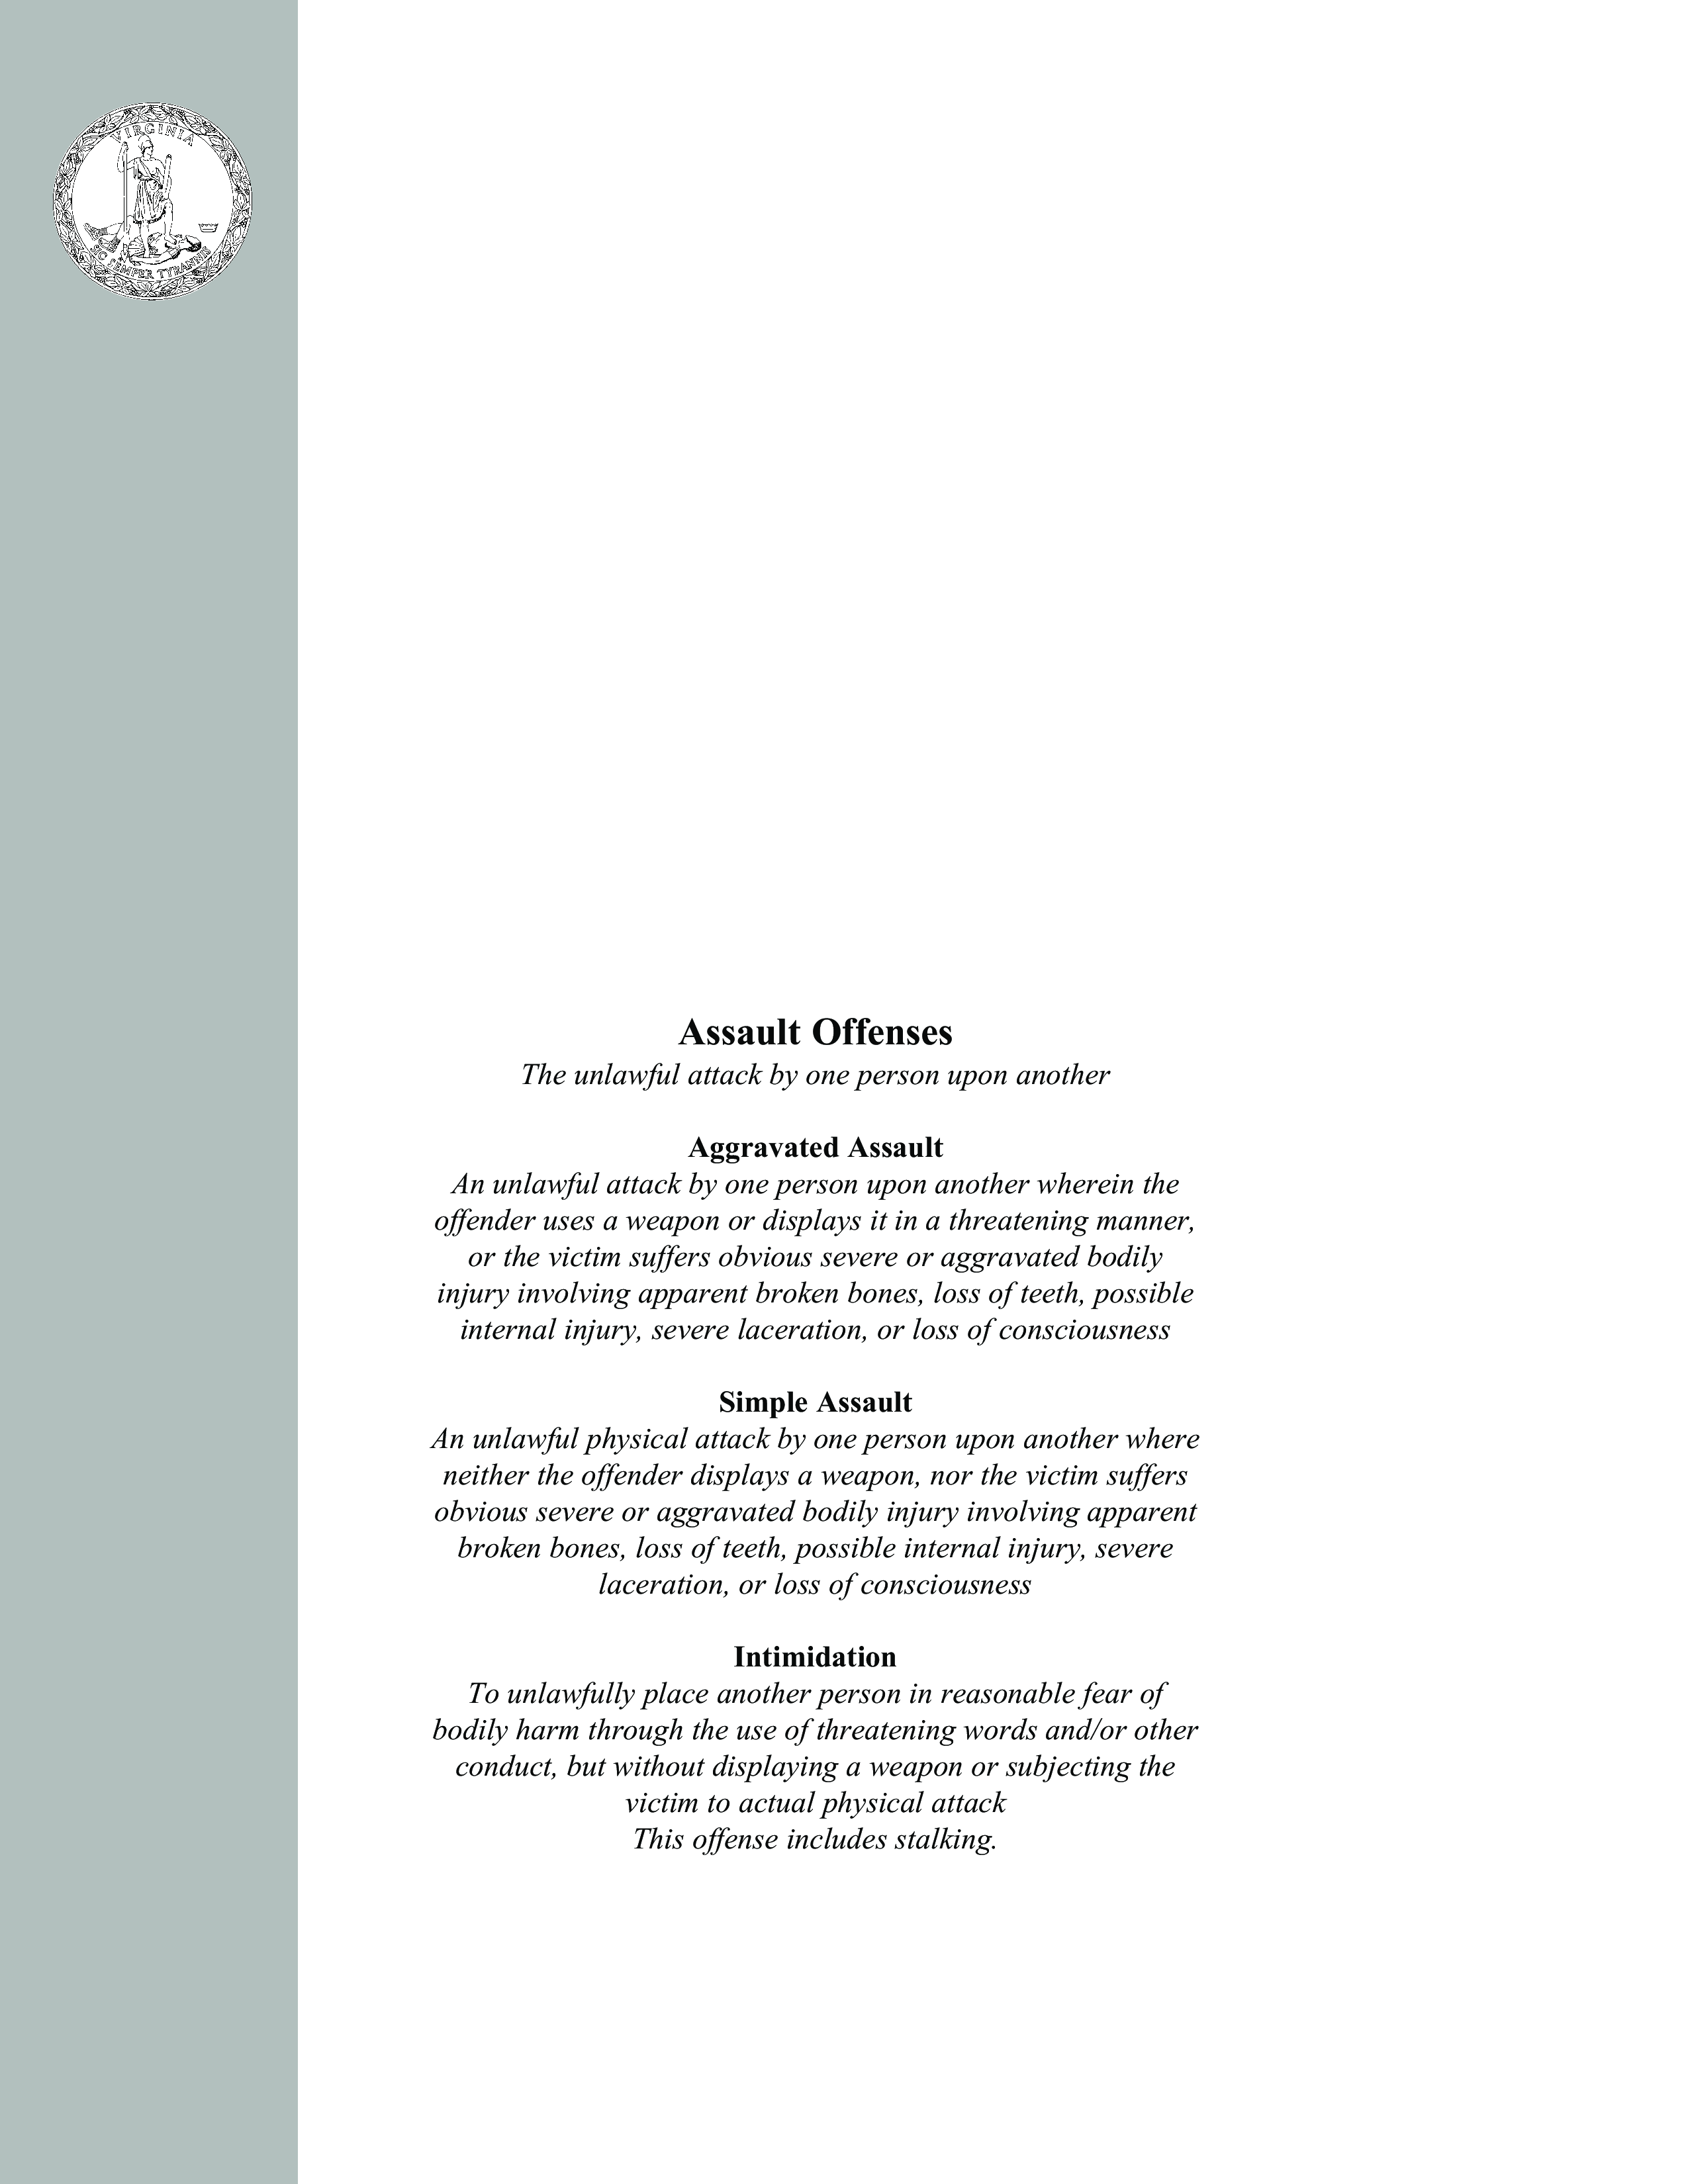 VIRGINIA
SIC SEMPER TYRANNIS
Assault Offenses
The unlawful attack by one person upon another
Aggravated Assault
An unlawful attack by one person upon another wherein the
offender uses a weapon or displays it in a threatening manner,
or the victim suffers obvious severe or aggravated bodily
injury involving apparent broken bones, loss of teeth, possible
internal injury, severe laceration, or loss of consciousness
Simple Assault
An unlawful physical attack by one person upon another where
neither the offender displays a weapon, nor the victim suffers
obvious severe or aggravated bodily injury involving apparent
broken bones, loss of teeth, possible internal injury, severe
laceration, or loss of consciousness
Intimidation
To unlawfully place another person in reasonable fear of
bodily harm through the use of threatening words and/or other
conduct, but without displaying a weapon or subjecting the
victim to actual physical attack
This offense includes stalking.